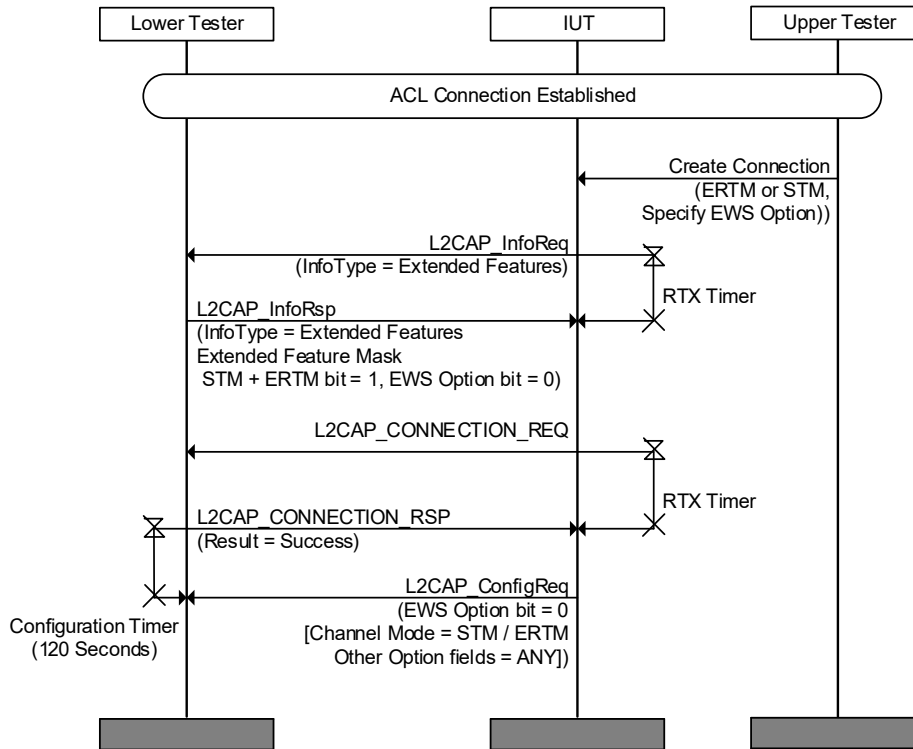 Lower Tester
IUT
Upper Tester
ACL Connection Established
Create Connection
(ERTM or STM,
Specify EWS Option))
L2CAP_InfoReq
(InfoType = Extended Features)
RTX Timer
L2CAP_InfoRsp
(InfoType = Extended Features
Extended Feature Mask
STM + ERTM bit = 1, EWS Option bit = 0)
L2CAP_CONNECTION_REQ
RTX Timer
L2CAP_CONNECTION_RSP
(Result = Success)
L2CAP_ConfigReq
(EWS Option bit = 0
[Channel Mode = STM / ERTM
Other Option fields = ANY])
Configuration Timer
(120 Seconds)